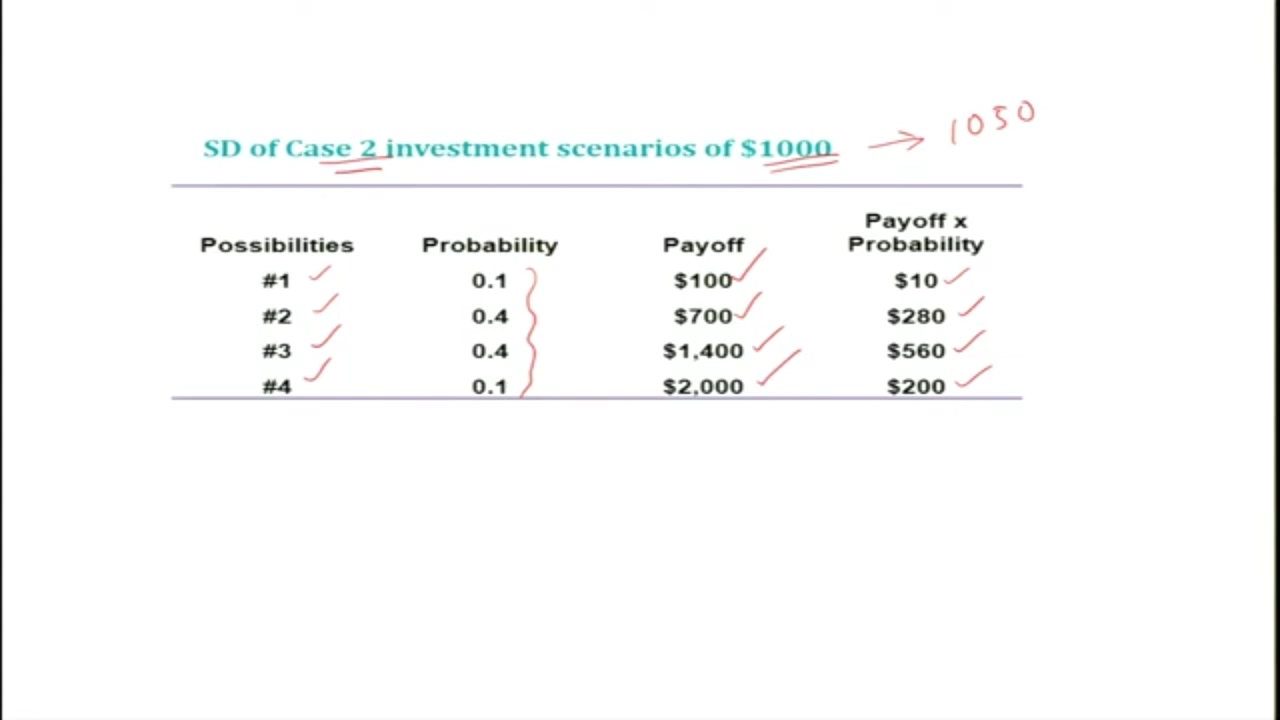 SD of Case 2 investment scenarios of $1000 → 1050
Possibilities Probability Payoff Payoff x Probability
#1 0.1 $100 $10
#2 0.4 $700 $280
#3 0.4 $1,400 $560
#4 0.1 $2,000 $200